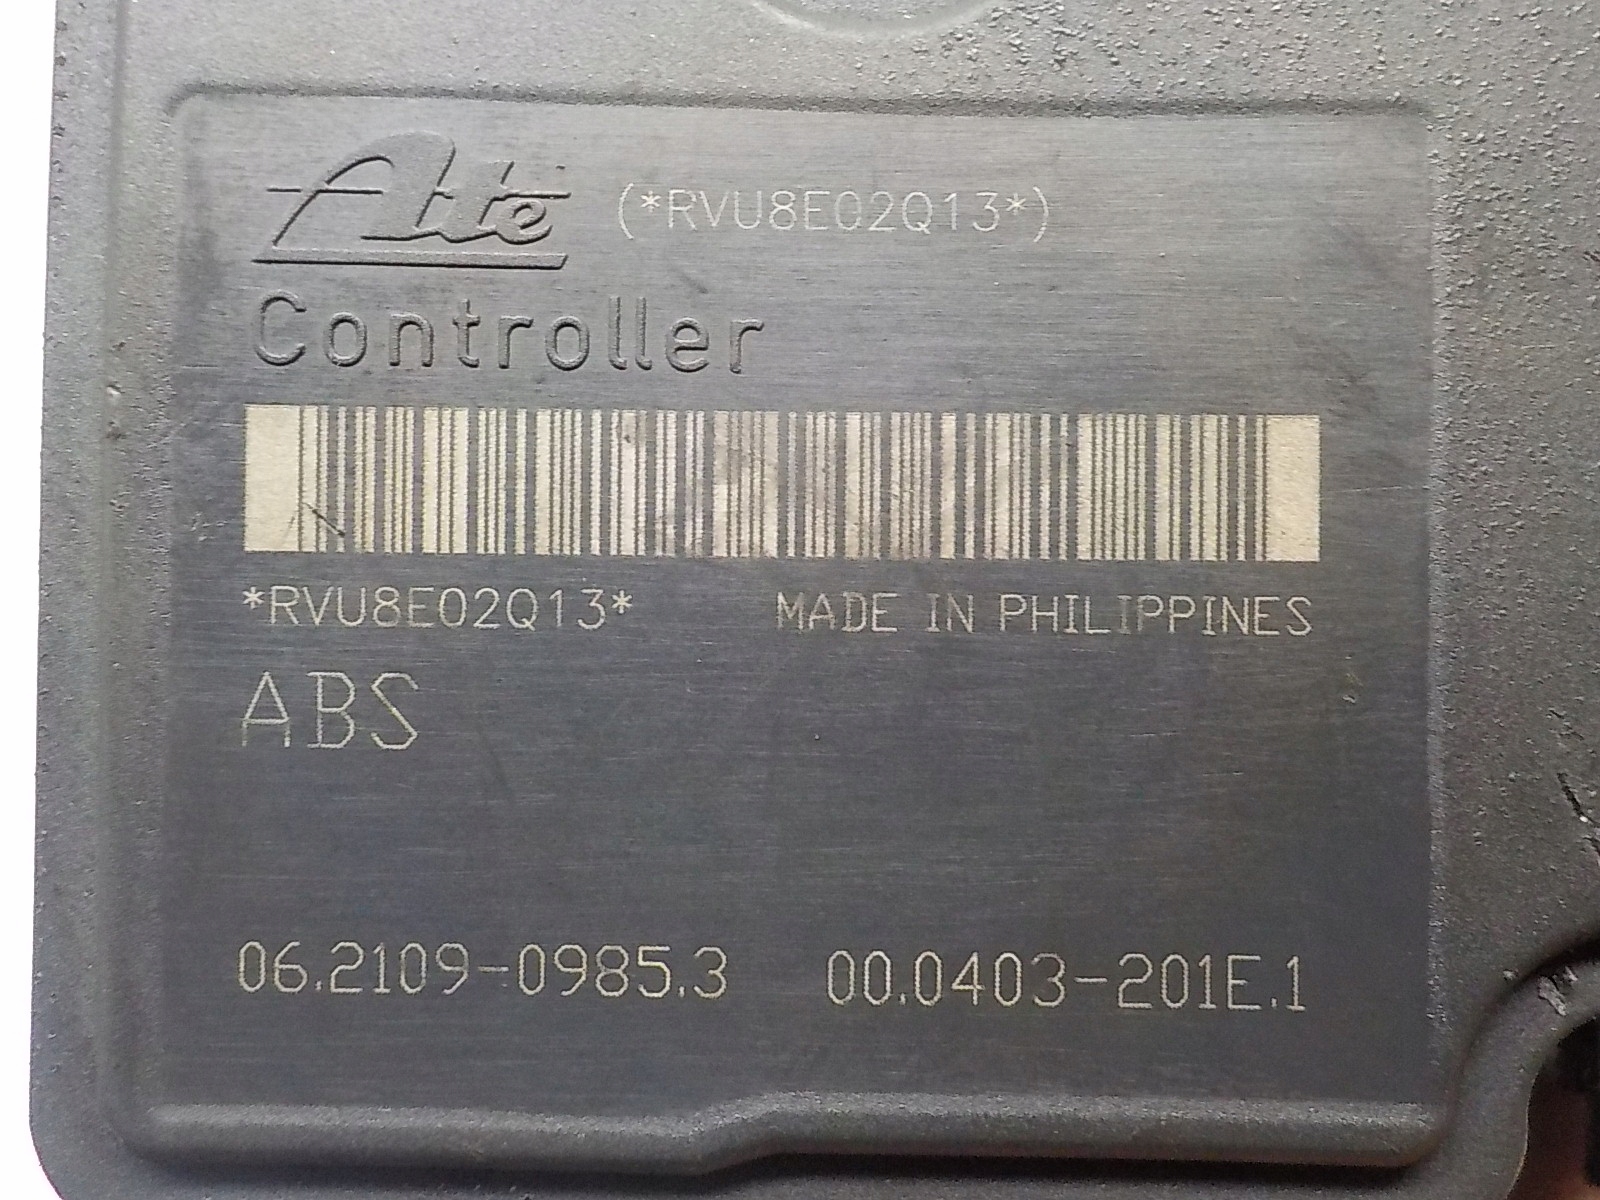 Ate (*RVU8E02Q13*)
Controller
*RVU8E02Q13* MADE IN PHILIPPINES
ABS
06.2109-0985.3 00.0403-201E.1